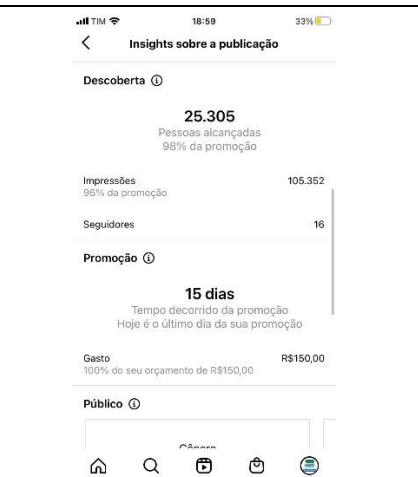 TIM 18:59 33%
Insights sobre a publicação
Descoberta
25.305
Pessoas alcançadas
98% da promoção
Impressões 105.352
96% da promoção
Seguidores 16
Promoção
15 dias
Tempo decorrido da promoção
Hoje é o último dia da sua promoção
Gasto R$150,00
100% do seu orçamento de R$150,00
Público
Gênero